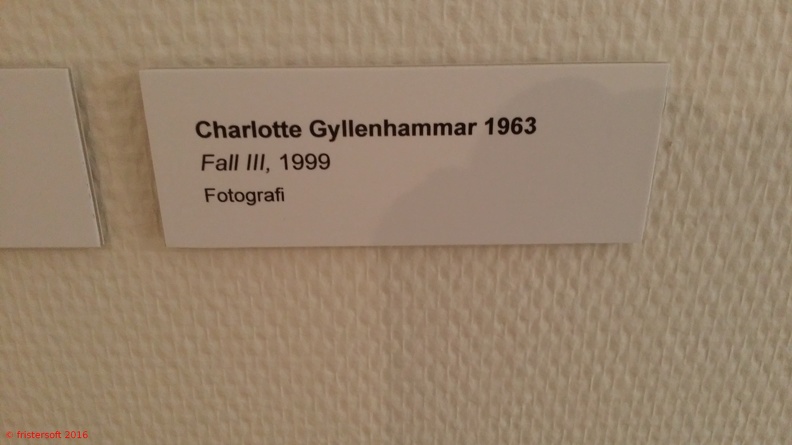 Charlotte Gyllenhammar 1963
Fall III, 1999
Fotografi
© fristersoft 2016